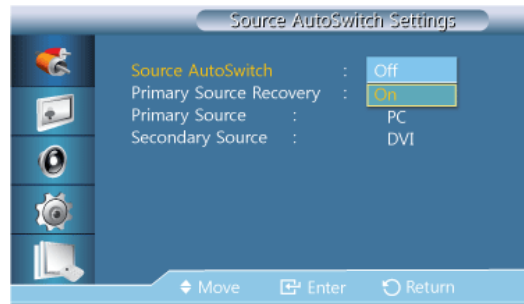 Source AutoSwitch Settings
Source AutoSwitch : Off
Primary Source Recovery : On
Primary Source : PC
Secondary Source : DVI
Move Enter Return